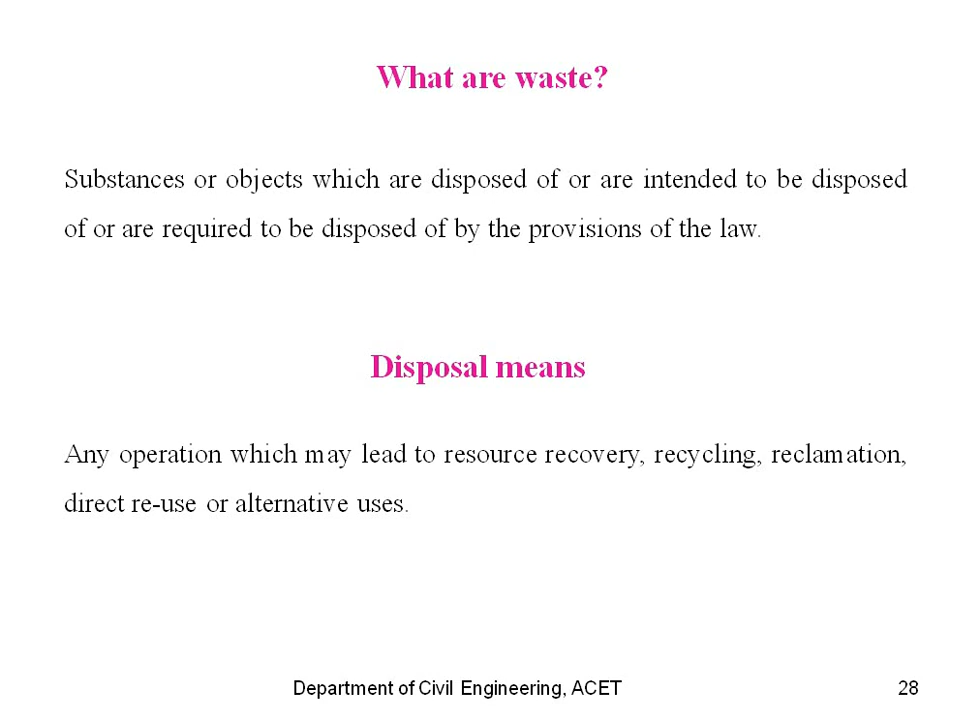 What are waste?
Substances or objects which are disposed of or are intended to be disposed
of or are required to be disposed of by the provisions of the law.
Disposal means
Any operation which may lead to resource recovery, recycling, reclamation,
direct re-use or alternative uses.
Department of Civil Engineering, ACET
28